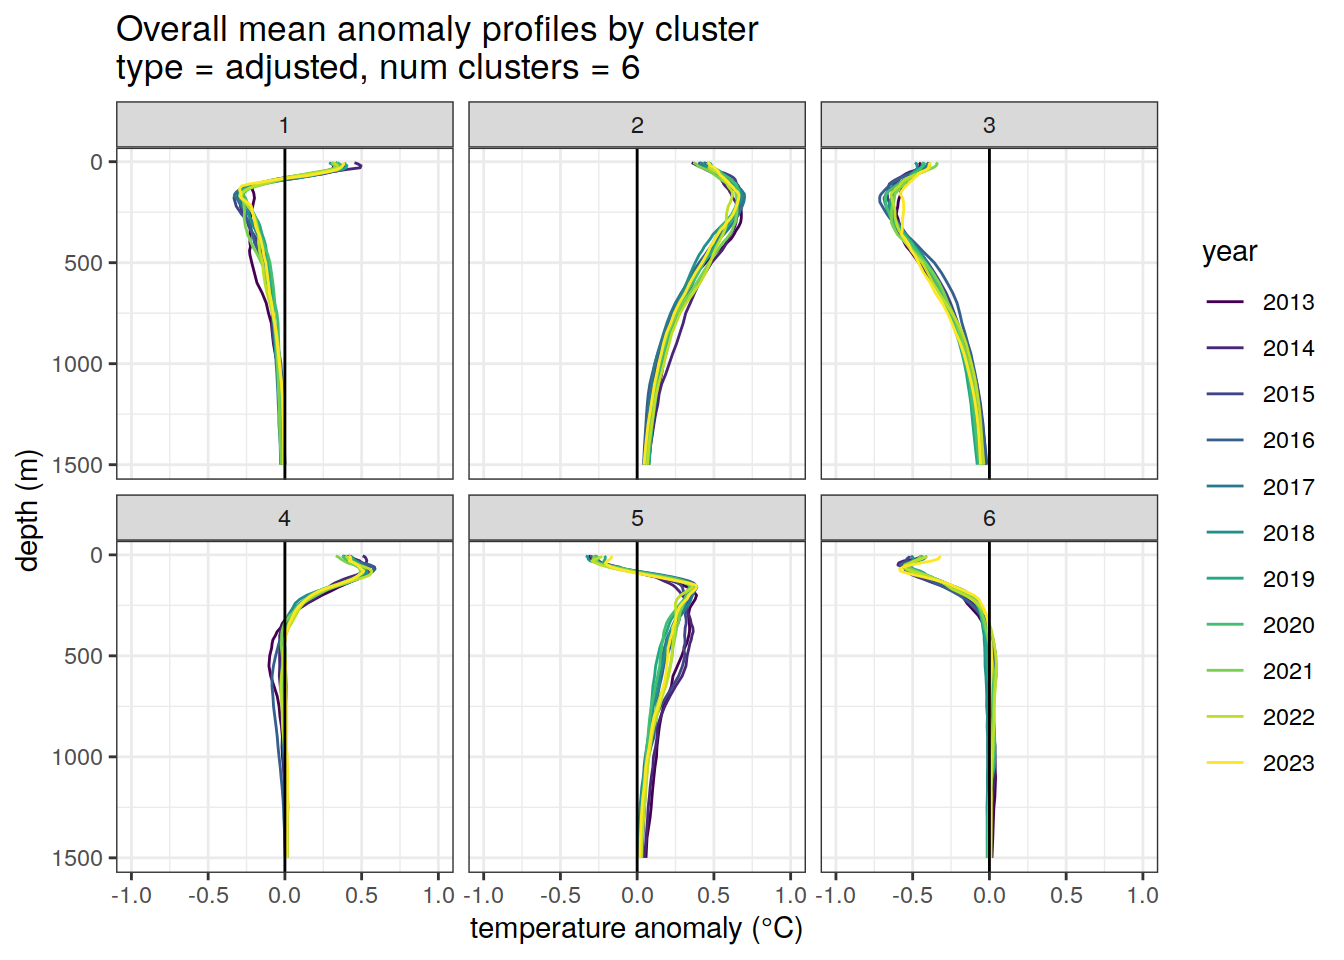 Overall mean anomaly profiles by cluster
type = adjusted, num clusters = 6
1 2 3
0
500
1000
1500
4 5 6
0
500
1000
1500
-1.0 -0.5 0.0 0.5 1.0 -1.0 -0.5 0.0 0.5 1.0 -1.0 -0.5 0.0 0.5 1.0
temperature anomaly (°C)
depth (m)
year
2013
2014
2015
2016
2017
2018
2019
2020
2021
2022
2023